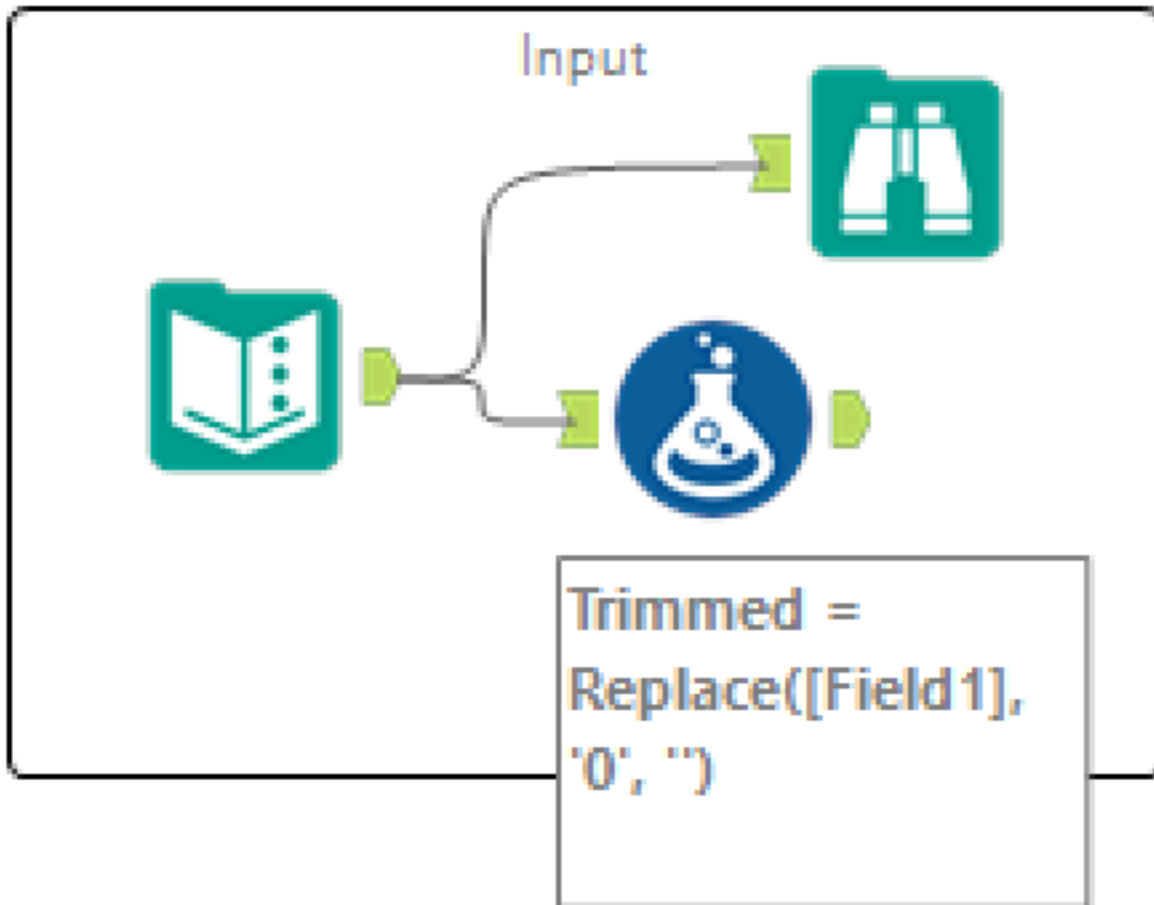 Input
Trimmed =
Replace([Field1],
'0', '')